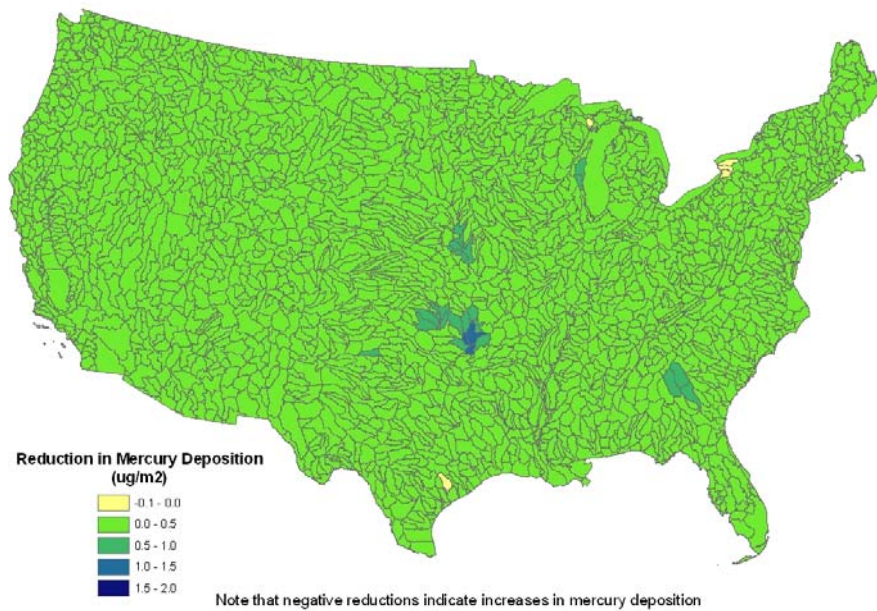 Reduction in Mercury Deposition
(ug/m2)
-0.1 - 0.0
0.0 - 0.5
0.5 - 1.0
1.0 - 1.5
1.5 - 2.0
Note that negative reductions indicate increases in mercury deposition